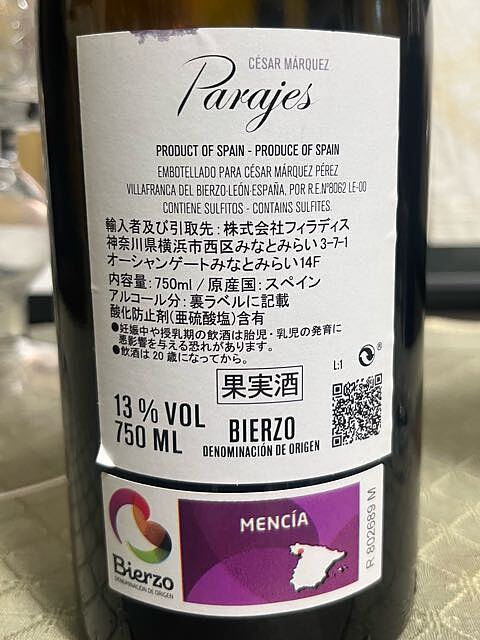 CÉSAR MÁRQUEZ
Parajes
PRODUCT OF SPAIN - PRODUCE OF SPAIN
EMBOTELLADO PARA CÉSAR MÁRQUEZ PÉREZ
VILLAFRANCA DEL BIERZO·LEÓN·ESPAÑA, POR R.E.Nº8062 LE-00
CONTIENE SULFITOS - CONTAINS SULFITES
輸入者及び引取先:株式会社フィラディス
神奈川県横浜市西区みなとみらい3-7-1
オーシャンゲートみなとみらい14F
内容量:750ml / 原産国:スペイン
アルコール分:裏ラベルに記載
酸化防止剤(亜硫酸塩)含有
●妊娠中や授乳期の飲酒は胎児・乳児の発育に
悪影響を与える恐れがあります。
●飲酒は20歳になってから。
L:1
®
果実酒
13 % VOL
750 ML
BIERZO
DENOMINACIÓN DE ORIGEN
MENCÍA
Bierzo
DENOMINACIÓN DE ORIGEN
R 802689 M